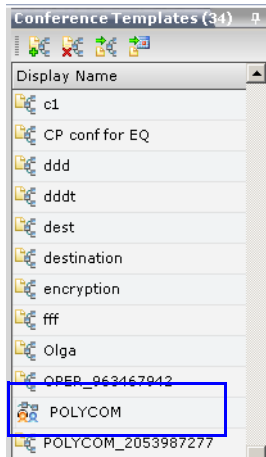 Conference Templates (34)
Display Name
c1
CP conf for EQ
ddd
dddt
dest
destination
encryption
fff
Olga
OPER_963467942
POLYCOM
POLYCOM_2053987277